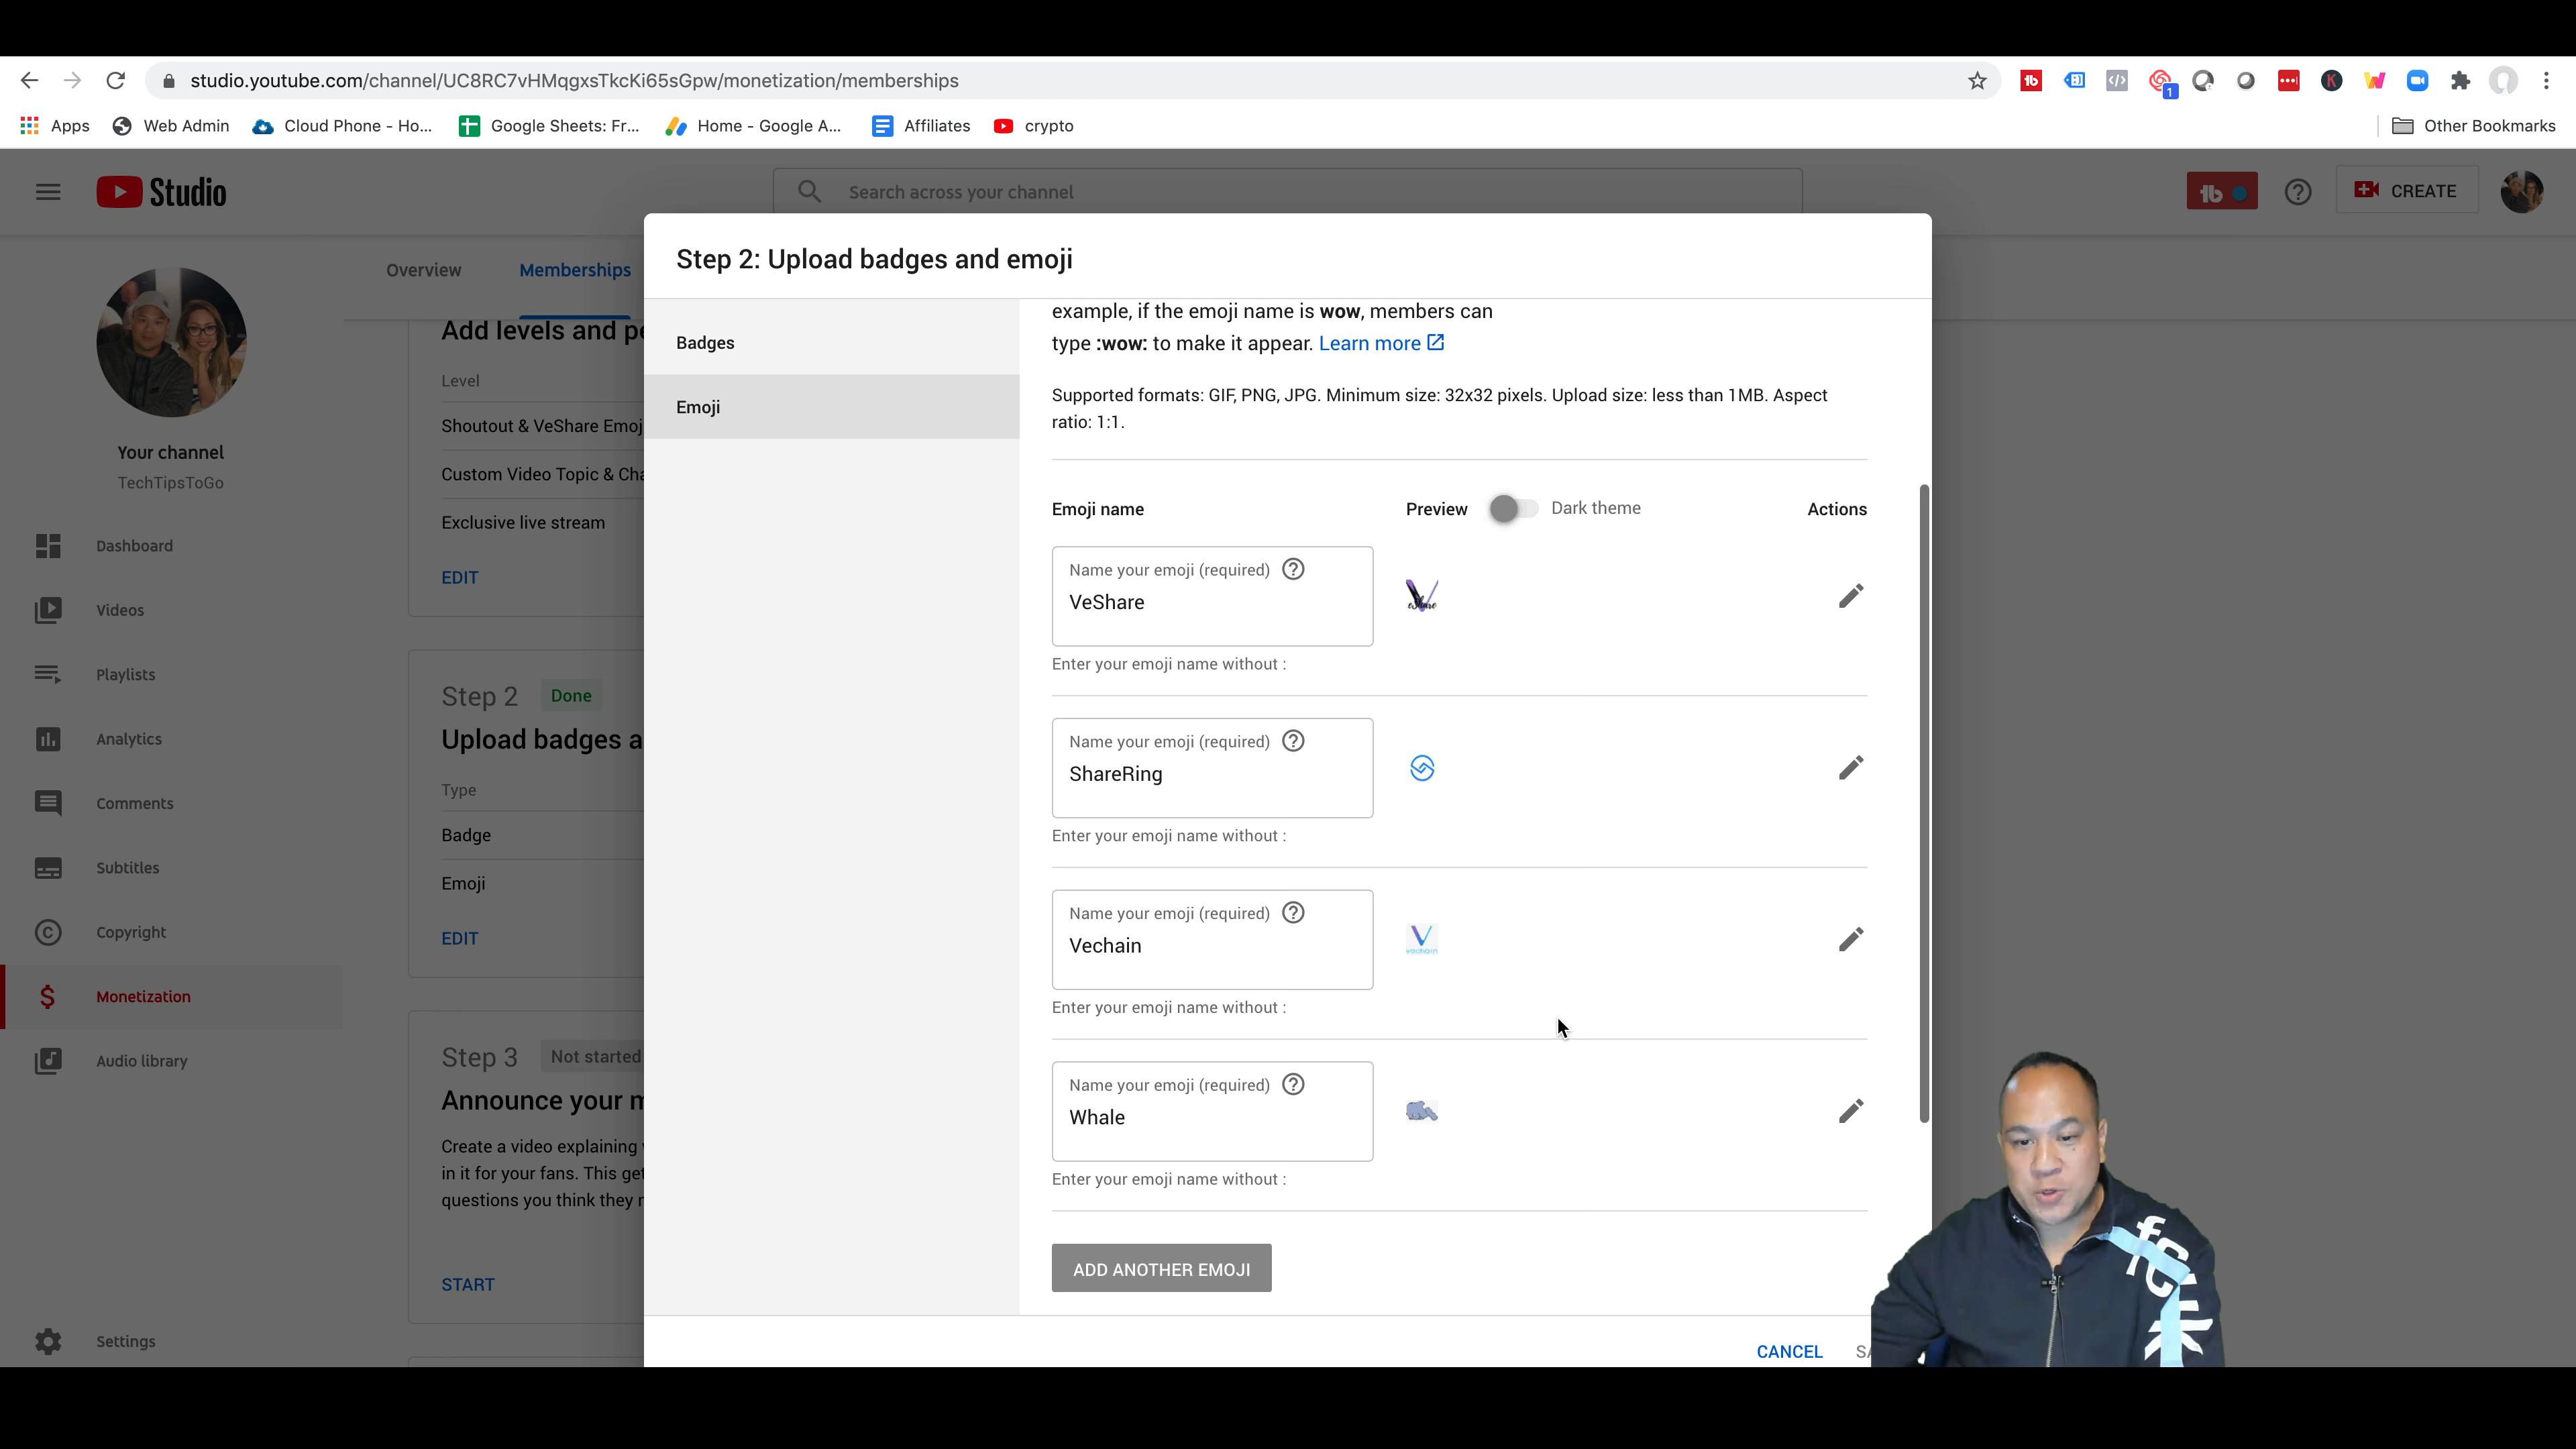 studio.youtube.com/channel/UC8RC7vHMqgxsTkcKi65sGpw/monetization/memberships
1
Apps Web Admin Cloud Phone - Ho... Google Sheets: Fr... Home - Google A... Affiliates crypto Other Bookmarks
Studio
Search across your channel
CREATE
Your channel
TechTipsToGo
Dashboard
Videos
Playlists
Analytics
Comments
Subtitles
Copyright
Monetization
Audio library
Settings
Overview Memberships
Add levels and pe
Level
Shoutout & VeShare Emoj
Custom Video Topic & Cha
Exclusive live stream
EDIT
Step 2 Done
Upload badges a
Type
Badge
Emoji
EDIT
Step 3 Not started
Announce your m
Create a video explaining
in it for your fans. This get
questions you think they
START
Step 2: Upload badges and emoji
Badges
Emoji
example, if the emoji name is wow, members can
type :wow: to make it appear. Learn more
Supported formats: GIF, PNG, JPG. Minimum size: 32x32 pixels. Upload size: less than 1MB. Aspect
ratio: 1:1.
Emoji name Preview Dark theme Actions
Name your emoji (required)
VeShare
Enter your emoji name without :
Name your emoji (required)
ShareRing
Enter your emoji name without :
Name your emoji (required)
Vechain
vechain
Enter your emoji name without :
Name your emoji (required)
Whale
Enter your emoji name without :
ADD ANOTHER EMOJI
CANCEL